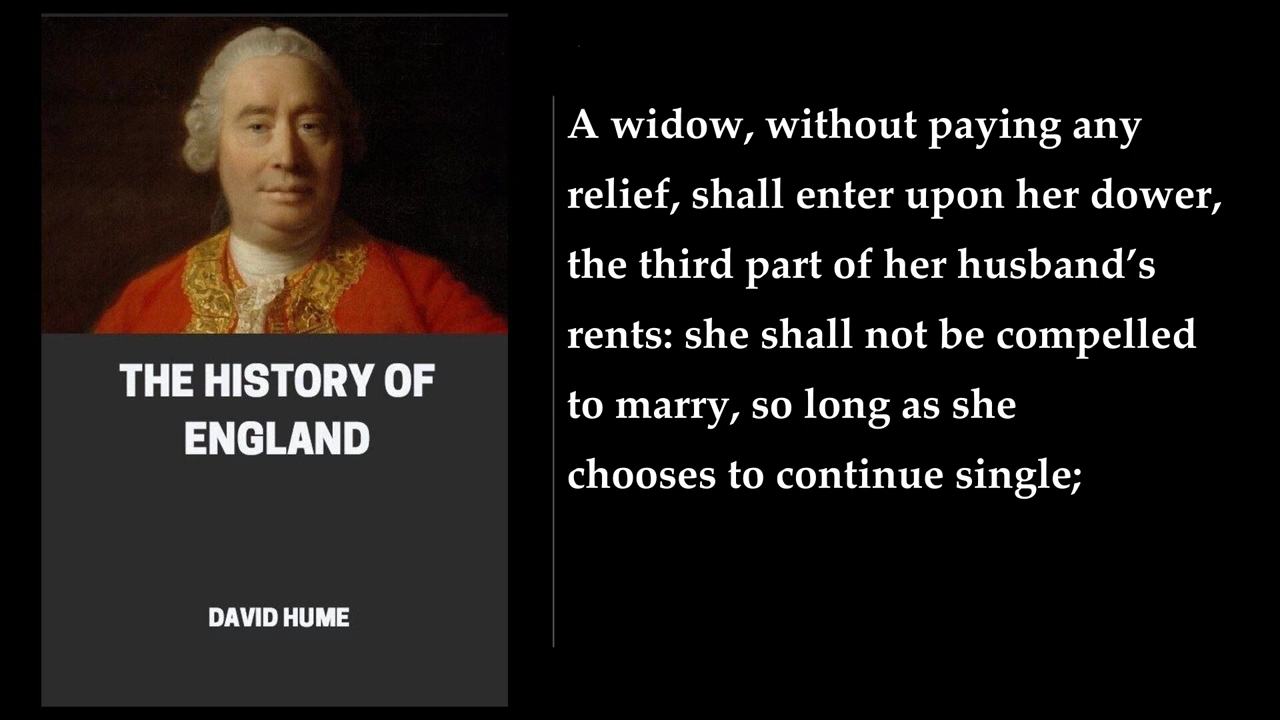 THE HISTORY OF
ENGLAND
DAVID HUME
A widow, without paying any
relief, shall enter upon her dower,
the third part of her husband’s
rents: she shall not be compelled
to marry, so long as she
chooses to continue single;